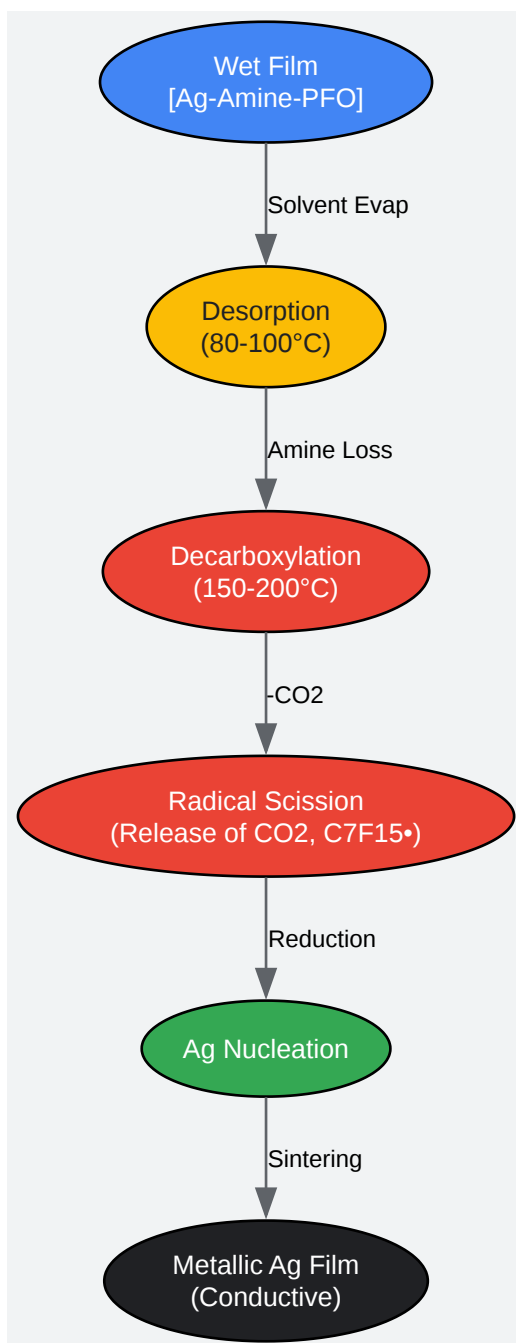 Wet Film
[Ag-Amine-PFO]
Solvent Evap
Desorption
(80-100°C)
Amine Loss
Decarboxylation
(150-200°C)
-CO2
Radical Scission
(Release of CO2, C7F15•)
Reduction
Ag Nucleation
Sintering
Metallic Ag Film
(Conductive)